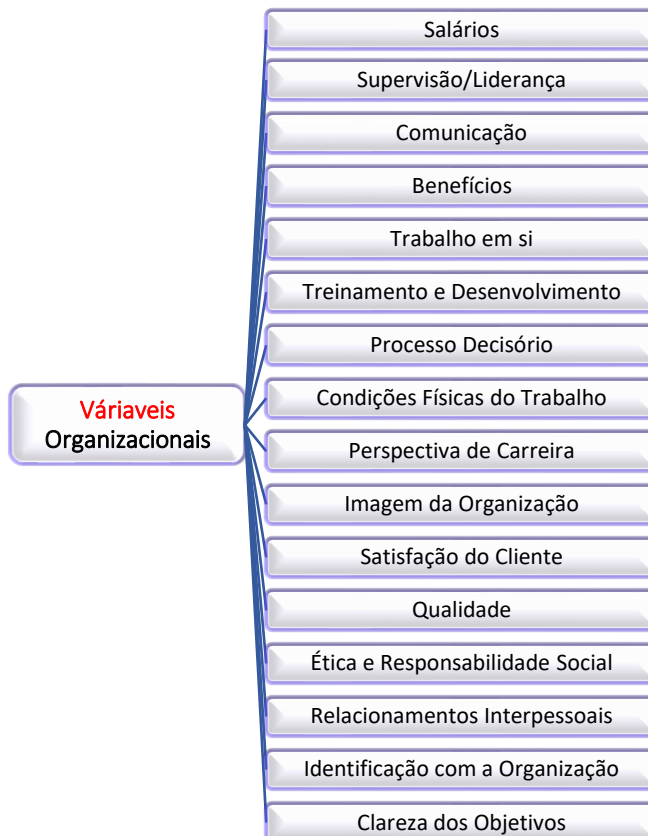 Salários
Supervisão/Liderança
Comunicação
Benefícios
Trabalho em si
Treinamento e Desenvolvimento
Processo Decisório
Váriaveis
Organizacionais
Condições Físicas do Trabalho
Perspectiva de Carreira
Imagem da Organização
Satisfação do Cliente
Qualidade
Ética e Responsabilidade Social
Relacionamentos Interpessoais
Identificação com a Organização
Clareza dos Objetivos